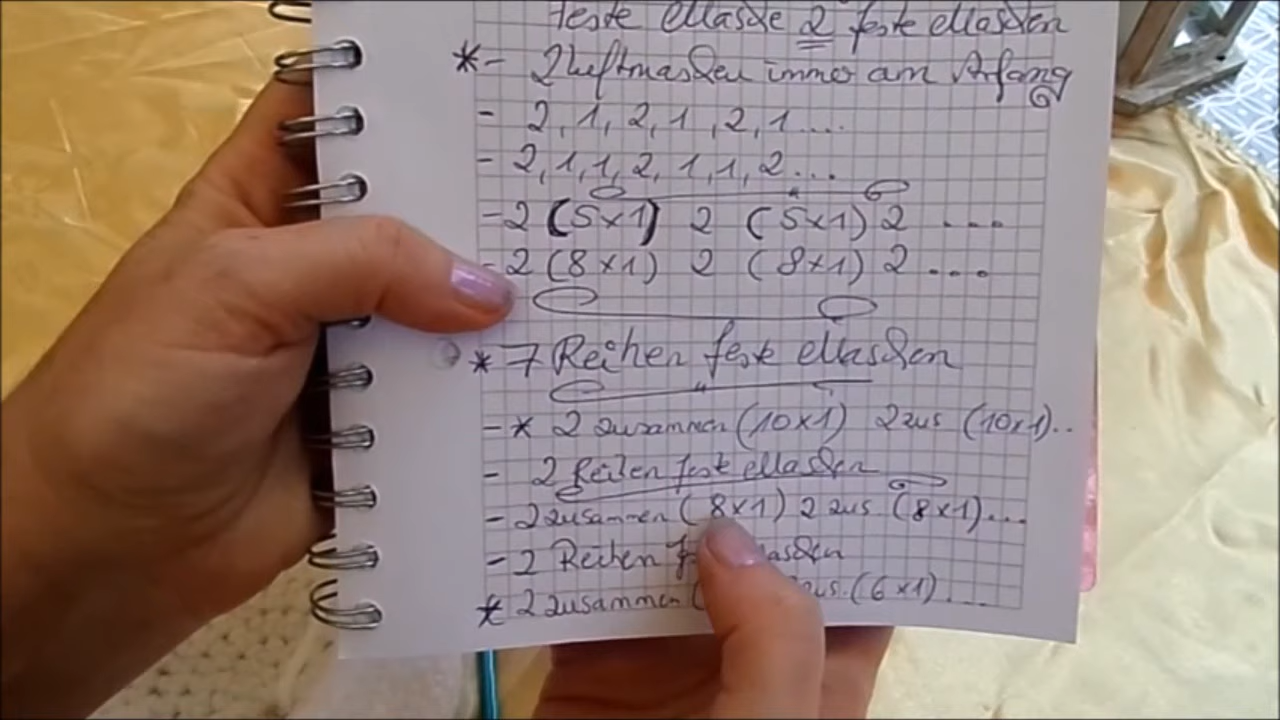 feste Masche 2 feste Maschen
*- 2 Luftmaschen immer am Anfang
- 2, 1, 2, 1, 2, 1....
- 2, 1, 1, 2, 1, 1, 2...
- 2 (5x1) 2 (5x1) 2 ....
- 2 (8x1) 2 (8x1) 2 ....
* 7 Reihen feste Maschen
-* 2 zusammen (10x1) 2 zus (10x1)..
- 2 Reihen feste Maschen
- 2 zusammen (8x1) 2 zus (8x1)...
- 2 Reihen
* 2 zusammen ( zus. (6x1) ....